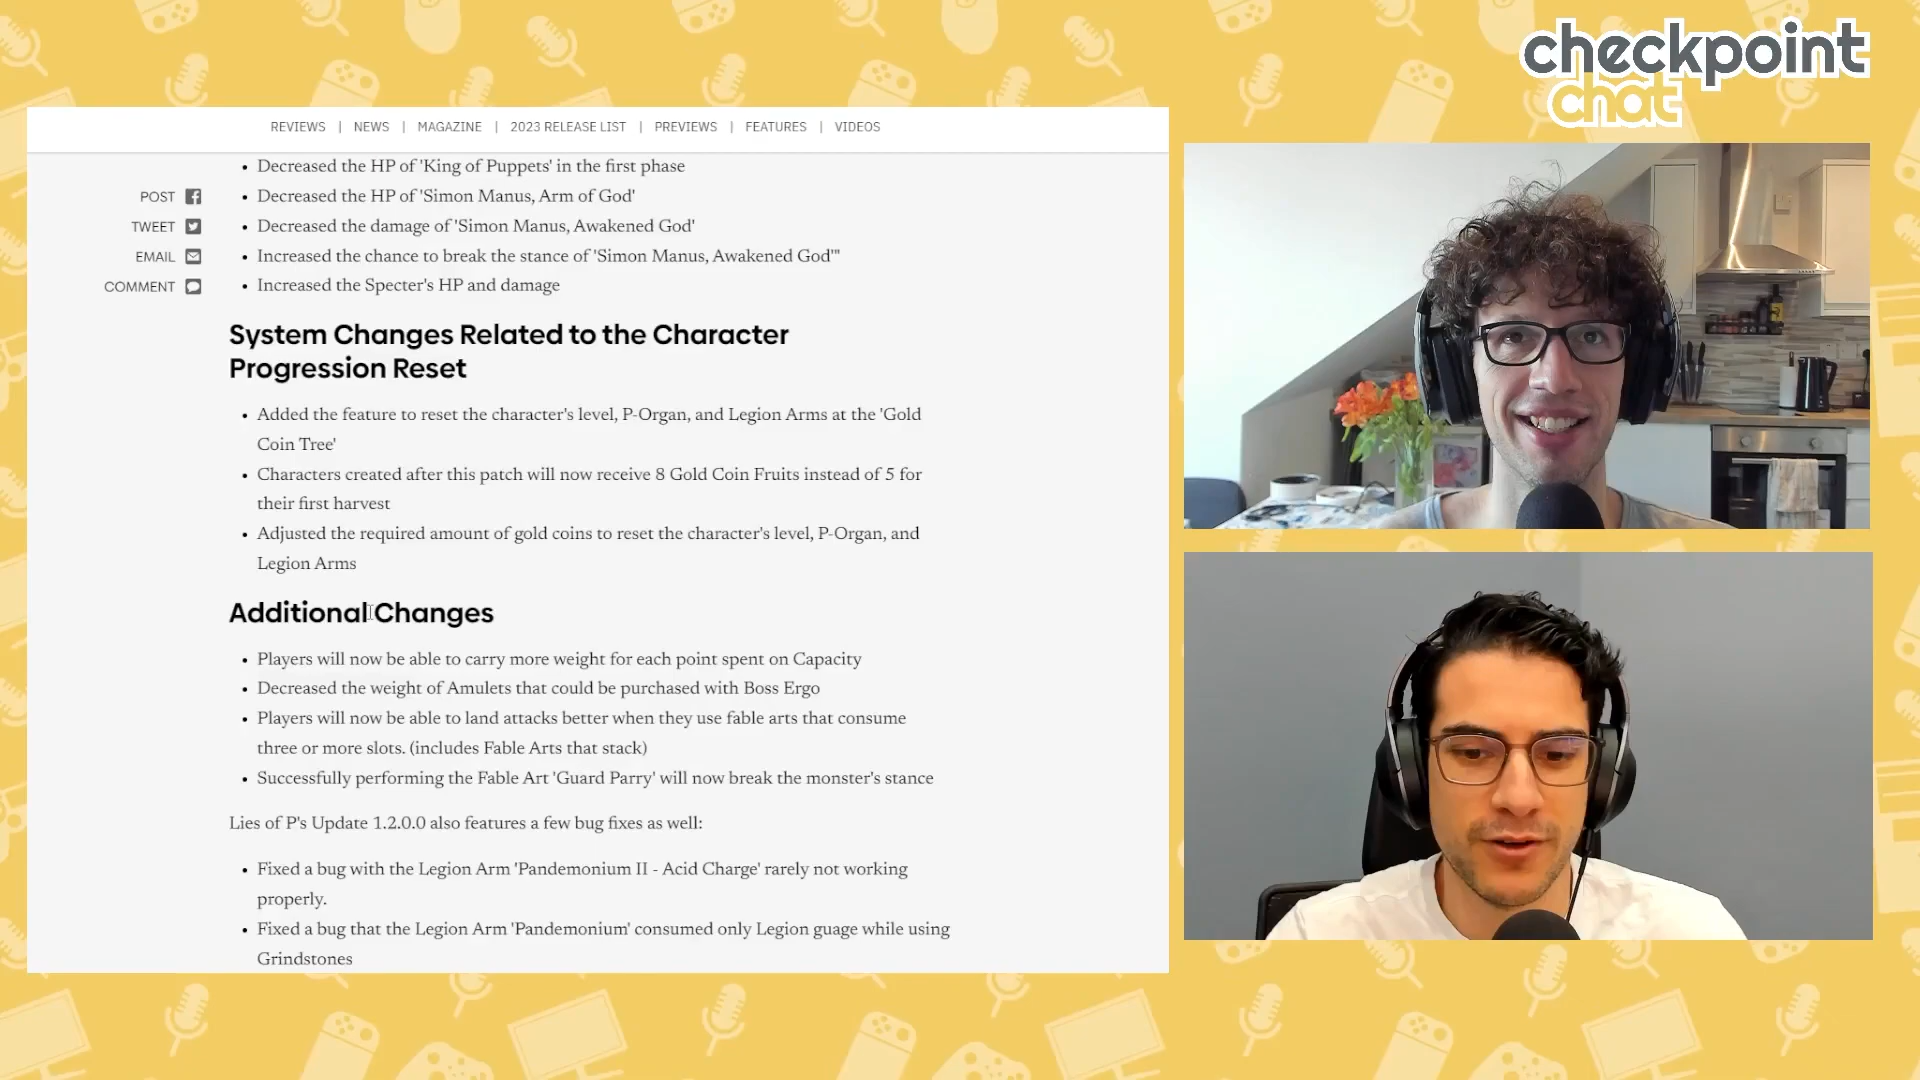 checkpoint
chat
REVIEWS | NEWS | MAGAZINE | 2023 RELEASE LIST | PREVIEWS | FEATURES | VIDEOS
POST
TWEET
EMAIL
COMMENT
• Decreased the HP of 'King of Puppets' in the first phase
• Decreased the HP of 'Simon Manus, Arm of God'
• Decreased the damage of 'Simon Manus, Awakened God'
• Increased the chance to break the stance of 'Simon Manus, Awakened God'"
• Increased the Specter's HP and damage
System Changes Related to the Character
Progression Reset
• Added the feature to reset the character's level, P-Organ, and Legion Arms at the 'Gold
Coin Tree'
• Characters created after this patch will now receive 8 Gold Coin Fruits instead of 5 for
their first harvest
• Adjusted the required amount of gold coins to reset the character's level, P-Organ, and
Legion Arms
Additional Changes
• Players will now be able to carry more weight for each point spent on Capacity
• Decreased the weight of Amulets that could be purchased with Boss Ergo
• Players will now be able to land attacks better when they use fable arts that consume
three or more slots. (includes Fable Arts that stack)
• Successfully performing the Fable Art 'Guard Parry' will now break the monster's stance
Lies of P's Update 1.2.0.0 also features a few bug fixes as well:
• Fixed a bug with the Legion Arm 'Pandemonium II - Acid Charge' rarely not working
properly.
• Fixed a bug that the Legion Arm 'Pandemonium' consumed only Legion guage while using
Grindstones